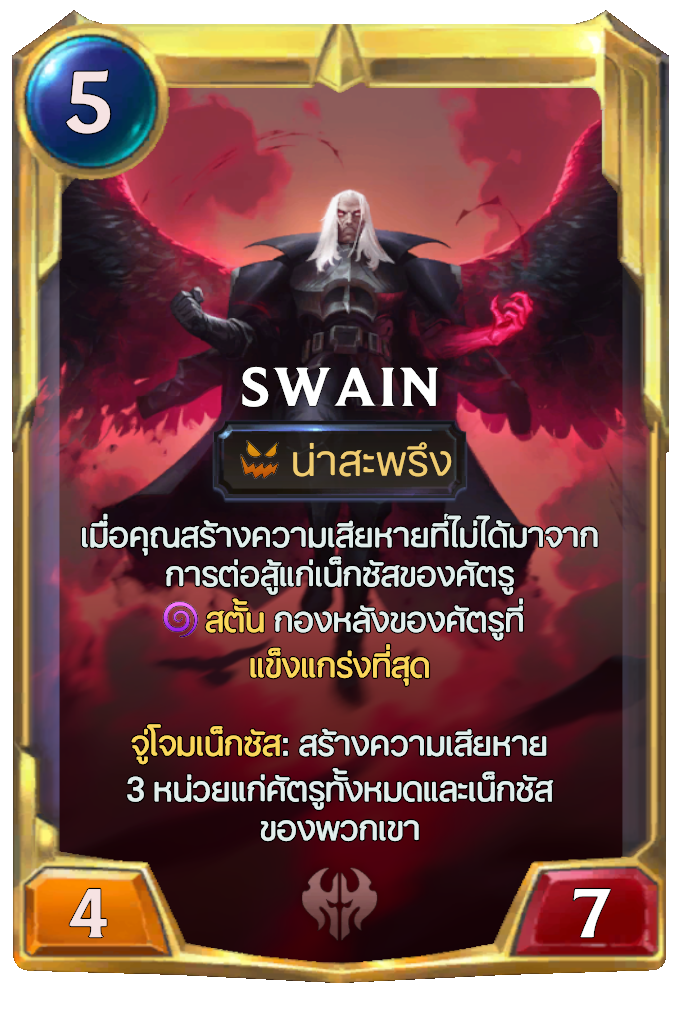 5
SWAIN
น่าสะพรึง
เมื่อคุณสร้างความเสียหายที่ไม่ได้มาจาก
การต่อสู้แก่เน็กซัสของศัตรู
สตั้น กองหลังของศัตรูที่
แข็งแกร่งที่สุด
จู่โจมเน็กซัส: สร้างความเสียหาย
3 หน่วยแก่ศัตรูทั้งหมดและเน็กซัส
ของพวกเขา
4
7